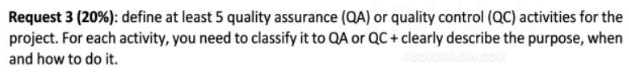 Request 3 (20%): define at least 5 quality assurance (QA) or quality control (QC) activities for the
project. For each activity, you need to classify it to QA or QC + clearly describe the purpose, when
and how to do it.